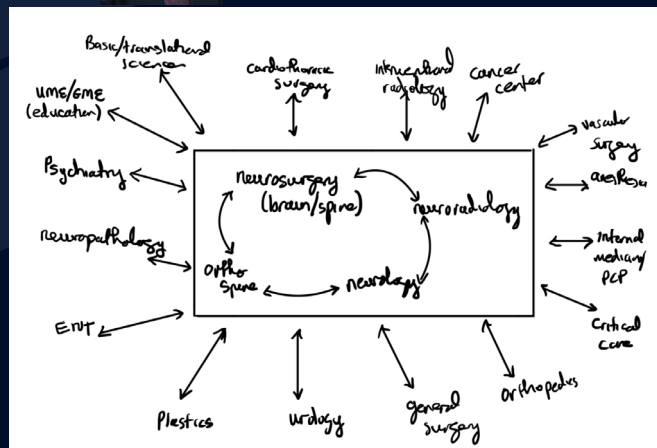 Basic/translational
science
cardiothoracic
surgery
interventional
radiology
cancer
center
UME/GME
(education)
vascular
surgery
Psychiatry
neurosurgery
(brain/spine)
neuroradiology
anesthesia
neuropathology
ortho
spine
neurology
internal
medicine/
PCP
ENT
critical
care
Plastics
urology
general
surgery
orthopedics